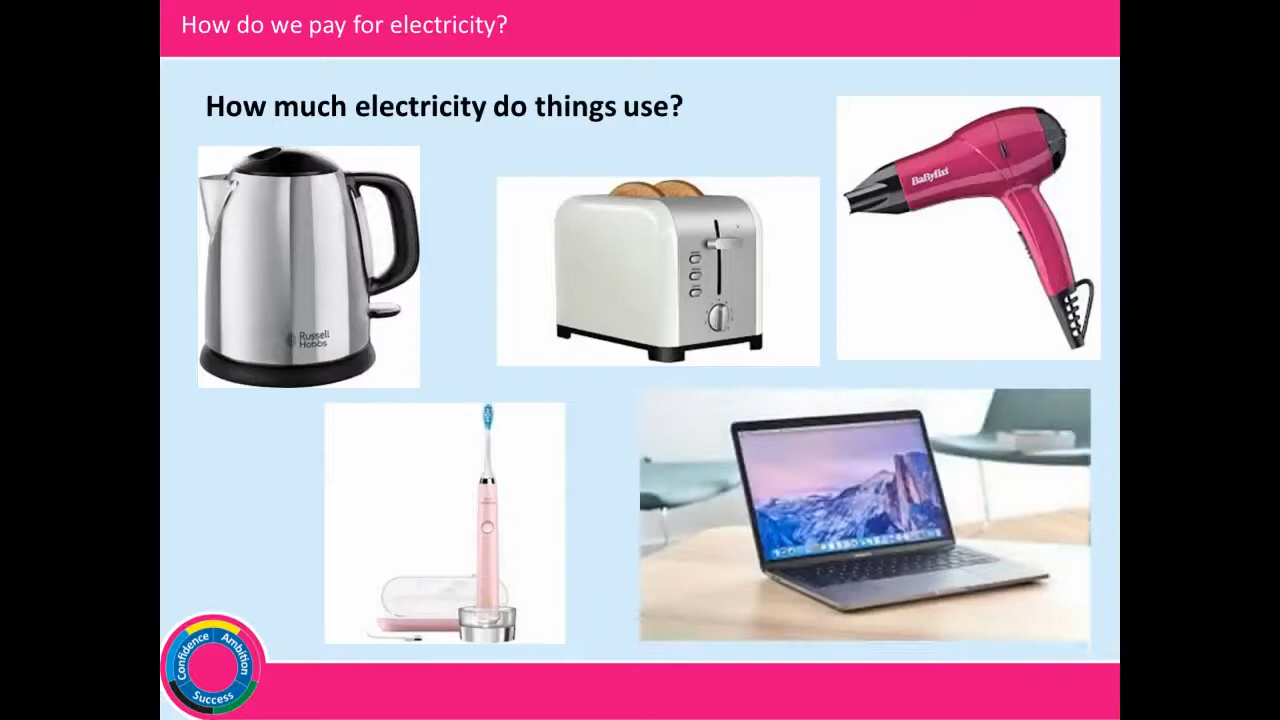 How do we pay for electricity?
How much electricity do things use?
BaByliss
Russell
Hobbs
Confidence
Ambition
Success